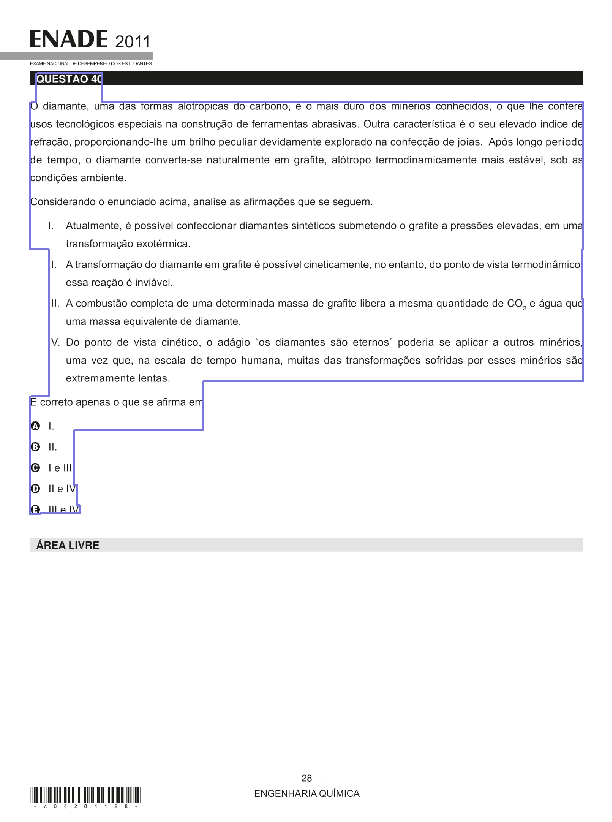 ENADE 2011
EXAME NACIONAL DE DESEMPENHO DOS ESTUDANTES
QUESTÃO 40
O diamante, uma das formas alotrópicas do carbono, é o mais duro dos minérios conhecidos, o que lhe confere
usos tecnológicos especiais na construção de ferramentas abrasivas. Outra característica é o seu elevado índice de
refração, proporcionando-lhe um brilho peculiar devidamente explorado na confecção de joias. Após longo período
de tempo, o diamante converte-se naturalmente em grafite, alótropo termodinamicamente mais estável, sob as
condições ambiente.
Considerando o enunciado acima, analise as afirmações que se seguem.
I. Atualmente, é possível confeccionar diamantes sintéticos submetendo o grafite a pressões elevadas, em uma
transformação exotérmica.
II. A transformação do diamante em grafite é possível cineticamente, no entanto, do ponto de vista termodinâmico
essa reação é inviável.
III. A combustão completa de uma determinada massa de grafite libera a mesma quantidade de CO2 e água que
uma massa equivalente de diamante.
IV. Do ponto de vista cinético, o adágio ¨os diamantes são eternos¨ poderia se aplicar a outros minérios,
uma vez que, na escala de tempo humana, muitas das transformações sofridas por esses minérios são
extremamente lentas.
É correto apenas o que se afirma em
A I.
B II.
C I e III.
D II e IV.
E III e IV.
ÁREA LIVRE
28
ENGENHARIA QUÍMICA